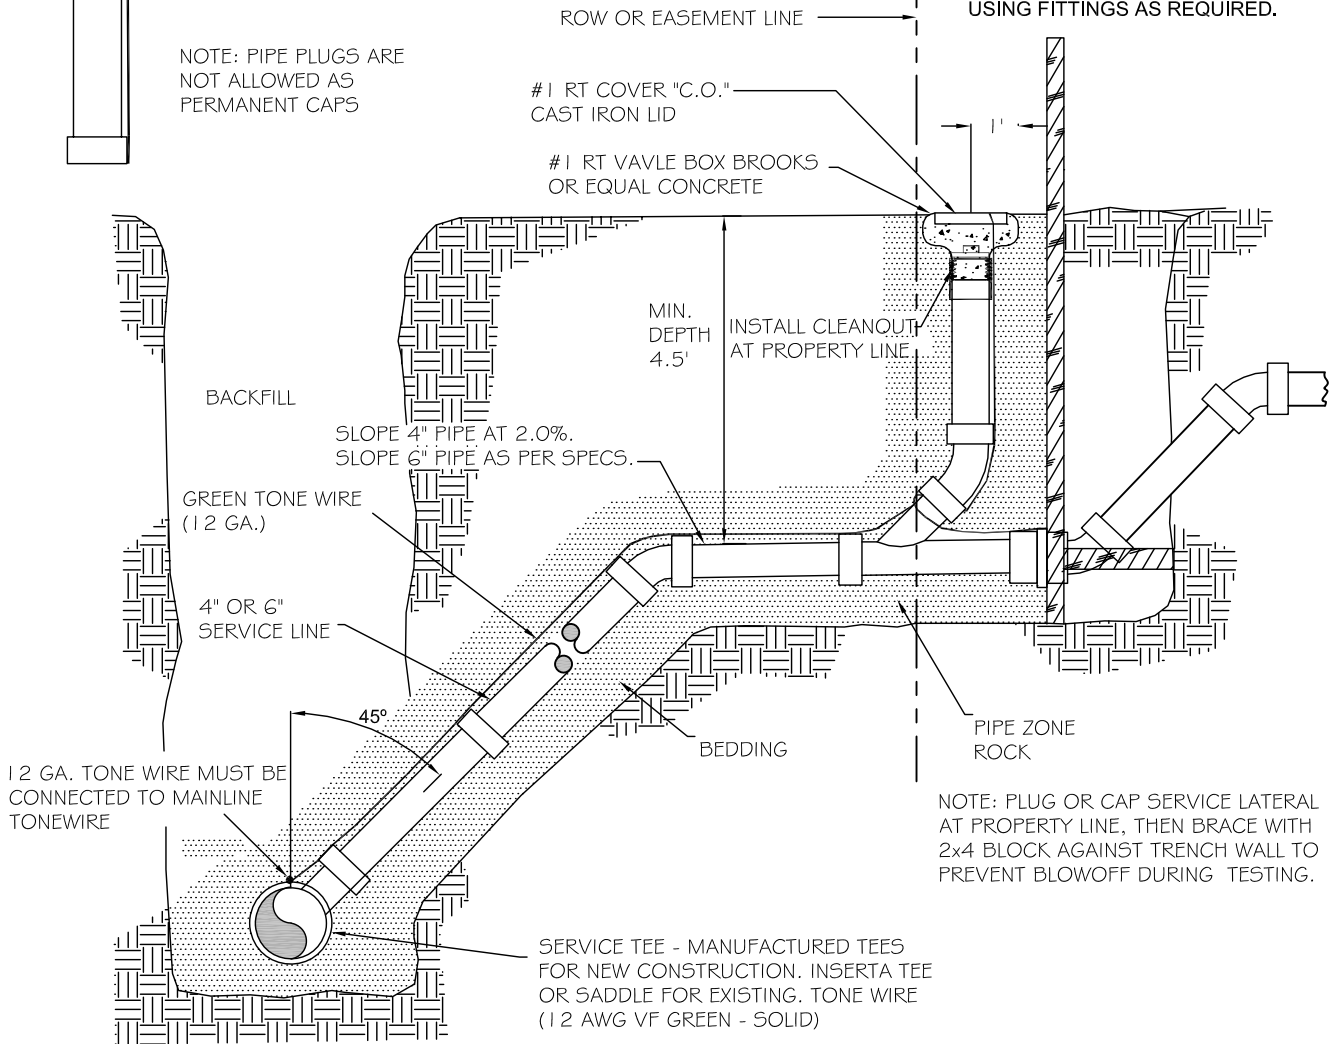 USING FITTINGS AS REQUIRED.
ROW OR EASEMENT LINE
NOTE: PIPE PLUGS ARE
NOT ALLOWED AS
PERMANENT CAPS
#1 RT COVER "C.O."
CAST IRON LID
1'
#1 RT VAVLE BOX BROOKS
OR EQUAL CONCRETE
MIN.
DEPTH
4.5'
INSTALL CLEANOUT
AT PROPERTY LINE
BACKFILL
SLOPE 4" PIPE AT 2.0%.
SLOPE 6" PIPE AS PER SPECS.
GREEN TONE WIRE
(12 GA.)
4" OR 6"
SERVICE LINE
45º
BEDDING
PIPE ZONE
ROCK
12 GA. TONE WIRE MUST BE
CONNECTED TO MAINLINE
TONEWIRE
NOTE: PLUG OR CAP SERVICE LATERAL
AT PROPERTY LINE, THEN BRACE WITH
2x4 BLOCK AGAINST TRENCH WALL TO
PREVENT BLOWOFF DURING TESTING.
SERVICE TEE - MANUFACTURED TEES
FOR NEW CONSTRUCTION. INSERTA TEE
OR SADDLE FOR EXISTING. TONE WIRE
(12 AWG VF GREEN - SOLID)